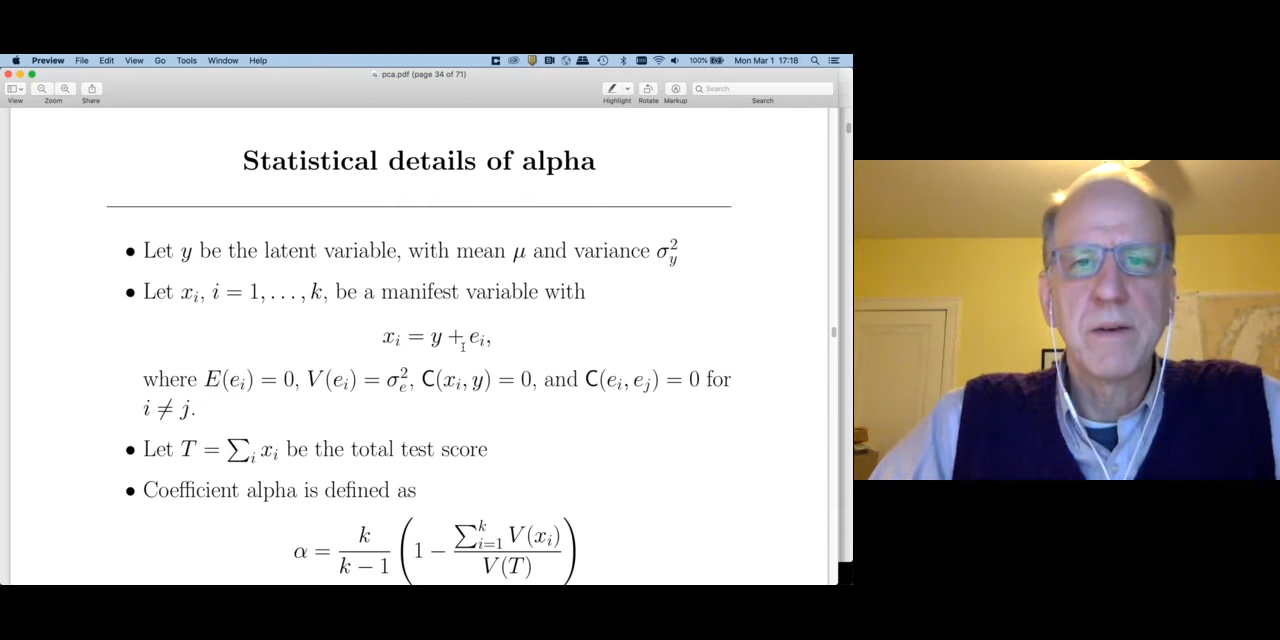 Preview File Edit View Go Tools Window Help 100% Mon Mar 1 17:18
pca.pdf (page 34 of 71)
View Zoom Share Highlight Rotate Markup Search
Search
Statistical details of alpha
• Let y be the latent variable, with mean μ and variance σ_y^2
• Let x_i, i = 1, . . . , k, be a manifest variable with
x_i = y + e_i,
where E(e_i) = 0, V(e_i) = σ_e^2, C(x_i, y) = 0, and C(e_i, e_j) = 0 for
i ≠ j.
• Let T = ∑_i x_i be the total test score
• Coefficient alpha is defined as
α = k/(k − 1) (1 − ∑_{i=1}^k V(x_i)/V(T))